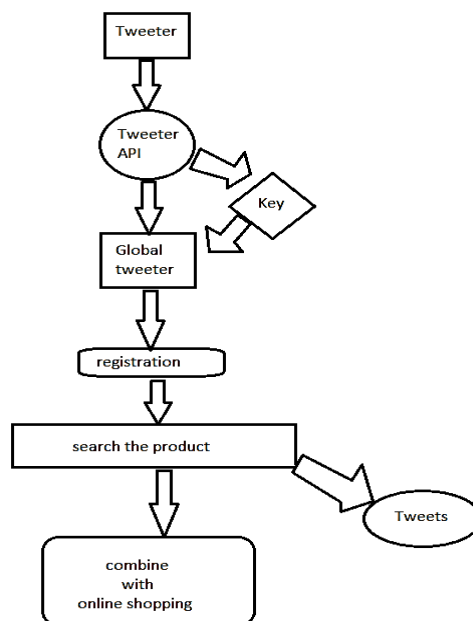 Tweeter
Tweeter
API
Key
Global
tweeter
registration
search the product
Tweets
combine
with
online shopping